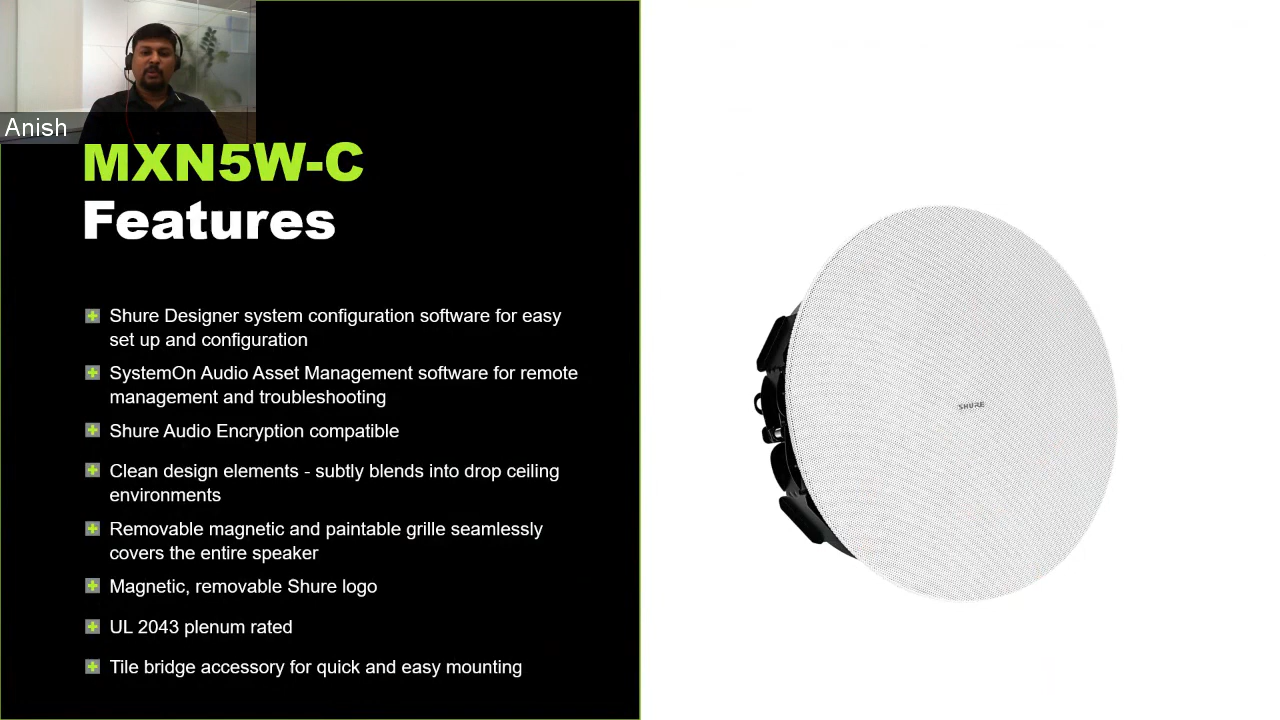 Anish
MXN5W-C
Features
Shure Designer system configuration software for easy
set up and configuration
SystemOn Audio Asset Management software for remote
management and troubleshooting
Shure Audio Encryption compatible
Clean design elements - subtly blends into drop ceiling
environments
Removable magnetic and paintable grille seamlessly
covers the entire speaker
Magnetic, removable Shure logo
UL 2043 plenum rated
Tile bridge accessory for quick and easy mounting
SHURE